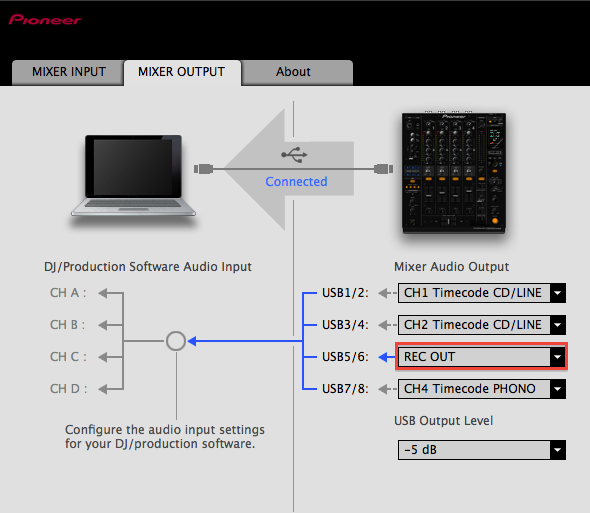 Pioneer
MIXER INPUT
MIXER OUTPUT
About
Pioneer
Connected
DJ/Production Software Audio Input
Mixer Audio Output
CH A :
USB1/2:
CH1 Timecode CD/LINE
CH B :
USB3/4:
CH2 Timecode CD/LINE
CH C :
USB5/6:
REC OUT
CH D :
USB7/8:
CH4 Timecode PHONO
Configure the audio input settings
for your DJ/production software.
USB Output Level
-5 dB